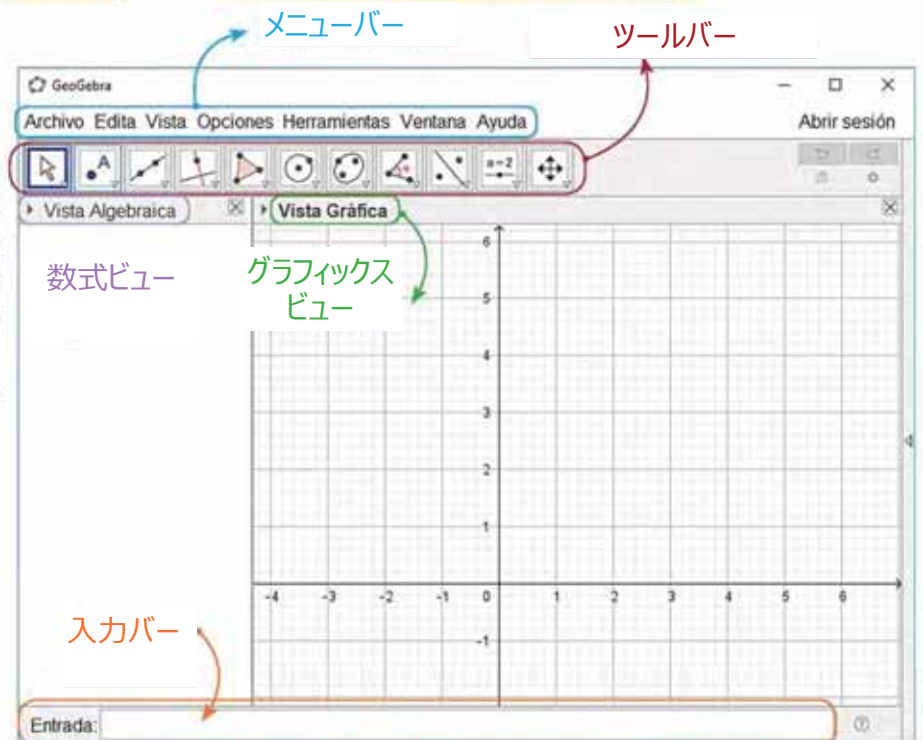 メニューバー
ツールバー
GeoGebra
Archivo Edita Vista Opciones Herramientas Ventana Ayuda
Abrir sesión
A
a=2
Vista Algebraica
Vista Gráfica
数式ビュー
グラフィックス
ビュー
6
5
4
3
2
1
-4 -3 -2 -1 0 1 2 3 4 5 6
-1
入力バー
Entrada: